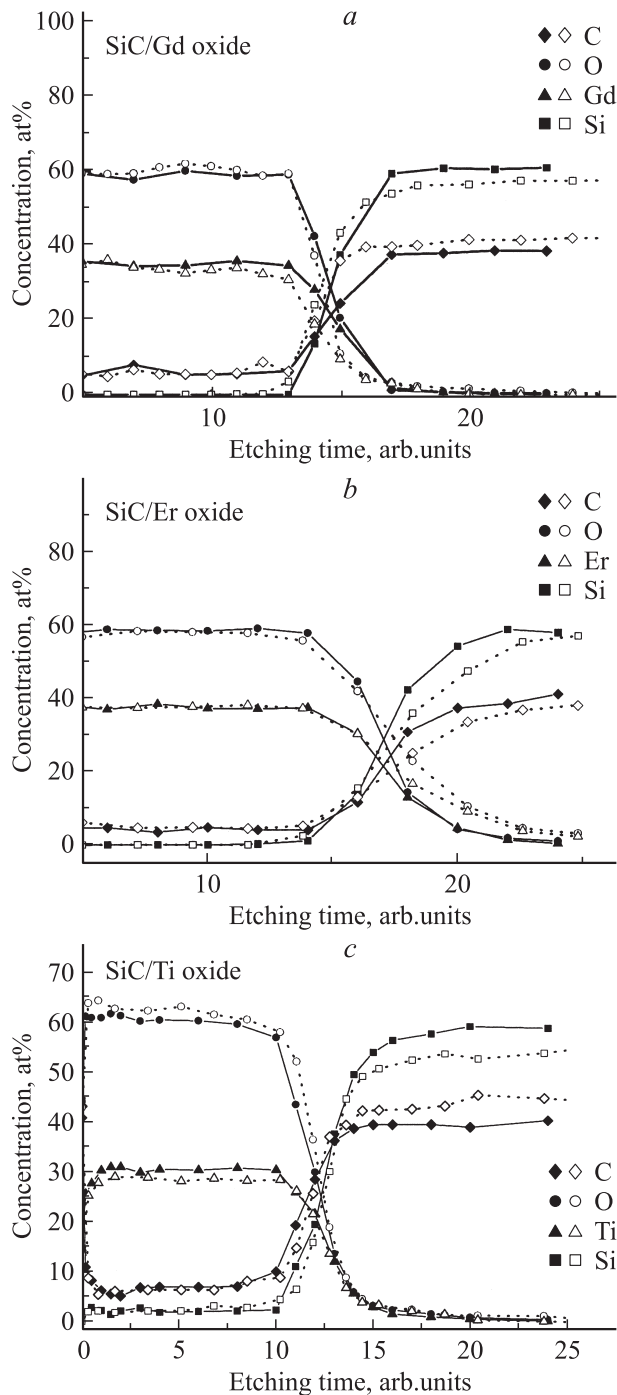 a
100
SiC/Gd oxide
C
O
80
Gd
Si
60
40
20
0
Concentration, at%
10 20
Etching time, arb.units
b
SiC/Er oxide
C
O
80
Er
Si
60
40
20
0
Concentration, at%
10 20
Etching time, arb.units
c
70
SiC/Ti oxide
60
50
40
30
C
O
20
Ti
Si
10
0
Concentration, at%
0 5 10 15 20 25
Etching time, arb.units